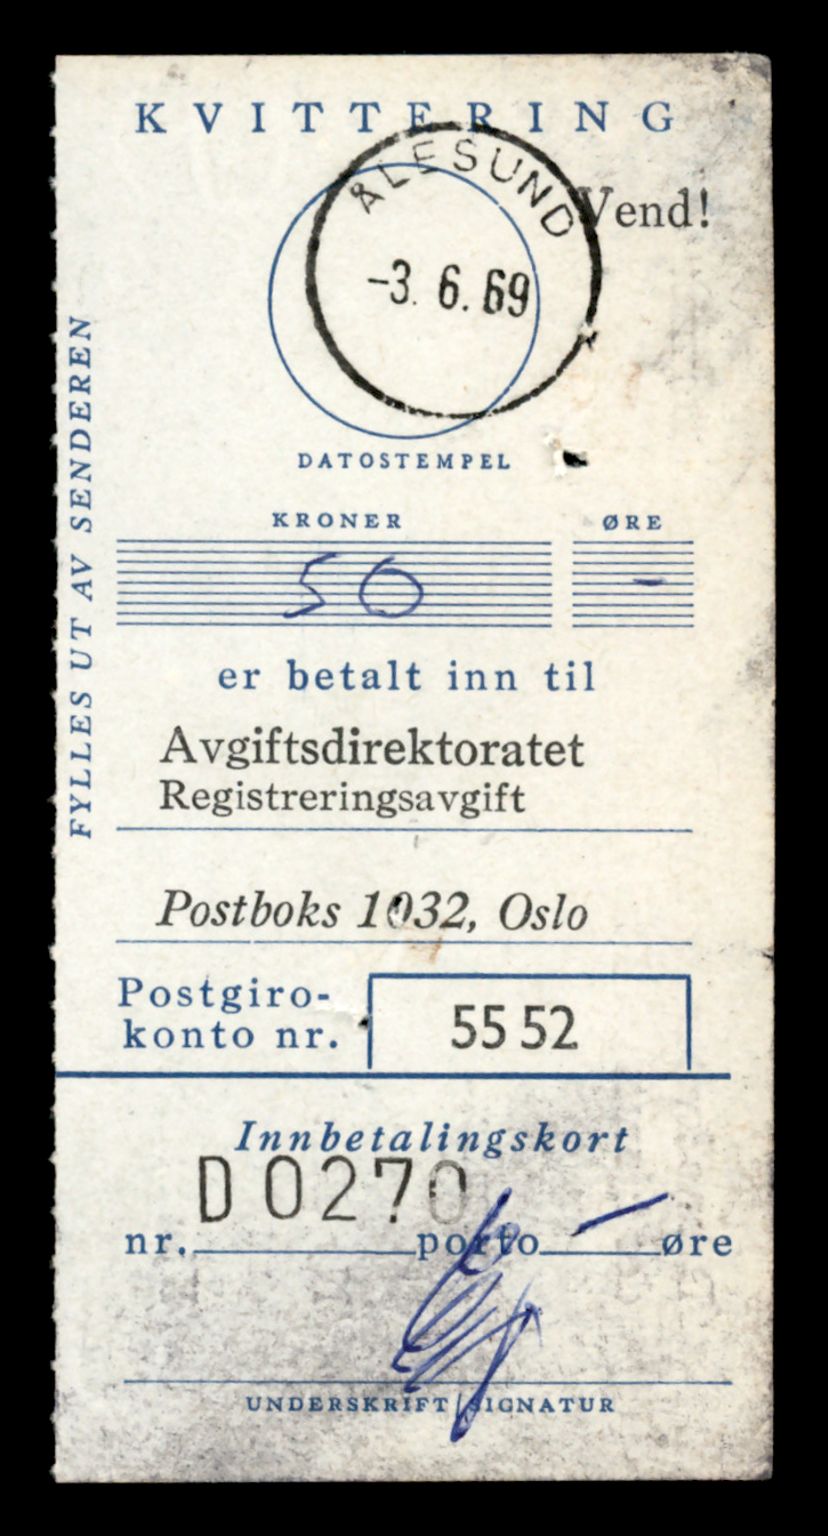 KVITTERING
ÅLESUND
Vend!
-3. 6. 69
DATOSTEMPEL
FYLLES UT AV SENDEREN
KRONER ØRE
50 -
er betalt inn til
Avgiftsdirektoratet
Registreringsavgift
Postboks 1032, Oslo
Postgiro-
konto nr. 55 52
Innbetalingskort
D0270
nr. porto - øre
UNDERSKRIFT/SIGNATUR